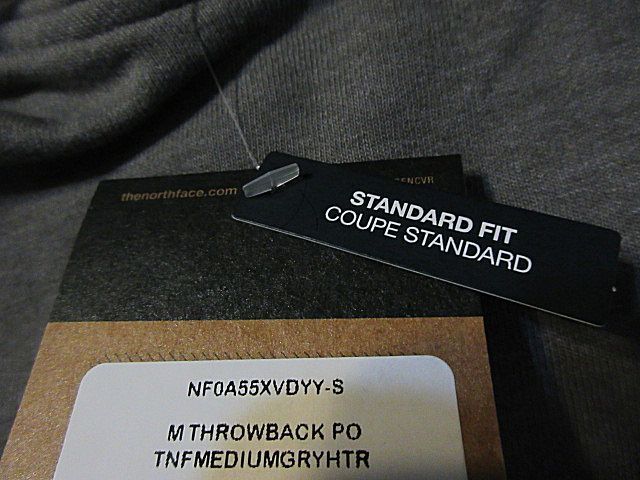 thenorthface.com
STANDARD FIT
COUPE STANDARD
NF0A55XVDYY-S
M THROWBACK PO
TNFMEDIUMGRYHTR